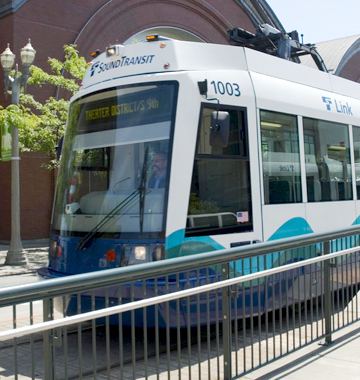 SOUNDTRANSIT
1003
THEATER DISTRICT/S 9th
Link